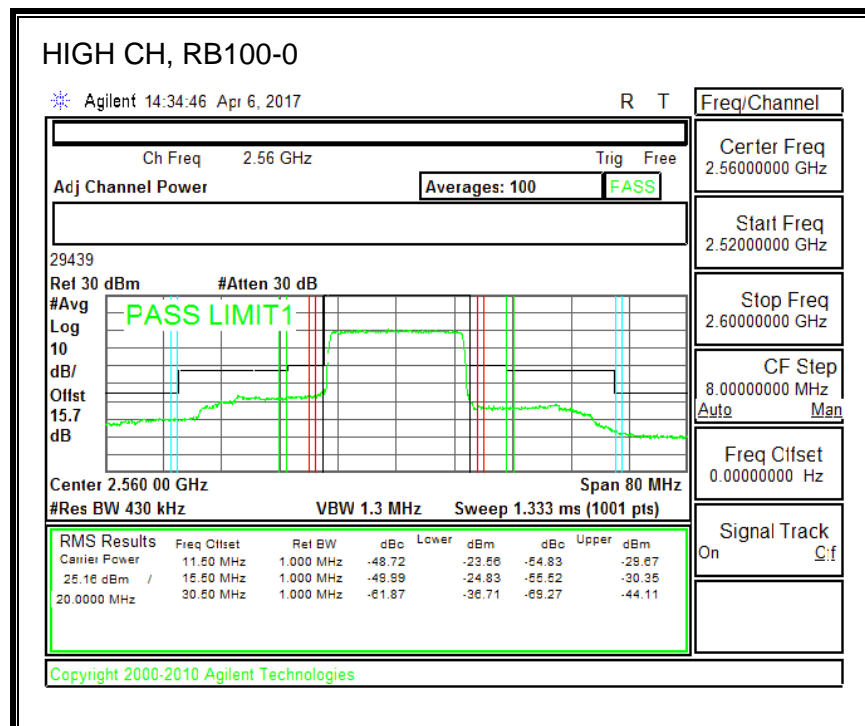 HIGH CH, RB100-0
Agilent 14:34:46 Apr 6, 2017 R T
Freq/Channel
Ch Freq 2.56 GHz Trig Free
Adj Channel Power Averages: 100 PASS
Center Freq
2.56000000 GHz
Start Freq
2.52000000 GHz
Stop Freq
2.60000000 GHz
CF Step
8.00000000 MHz
Auto Man
Freq Offset
0.00000000 Hz
Signal Track
On Off
29439
Ref 30 dBm #Atten 30 dB
#Avg
Log
10
dB/
Offst
15.7
dB
PASS LIMIT1
Center 2.560 00 GHz Span 80 MHz
#Res BW 430 kHz VBW 1.3 MHz Sweep 1.333 ms (1001 pts)
RMS Results Freq Offset Ref BW dBc Lower dBm dBc Upper dBm
Carrier Power 11.50 MHz 1.000 MHz -48.72 -23.56 -54.83 -29.67
25.16 dBm / 15.50 MHz 1.000 MHz -49.99 -24.83 -55.52 -30.35
20.0000 MHz 30.50 MHz 1.000 MHz -61.87 -36.71 -69.27 -44.11
Copyright 2000-2010 Agilent Technologies